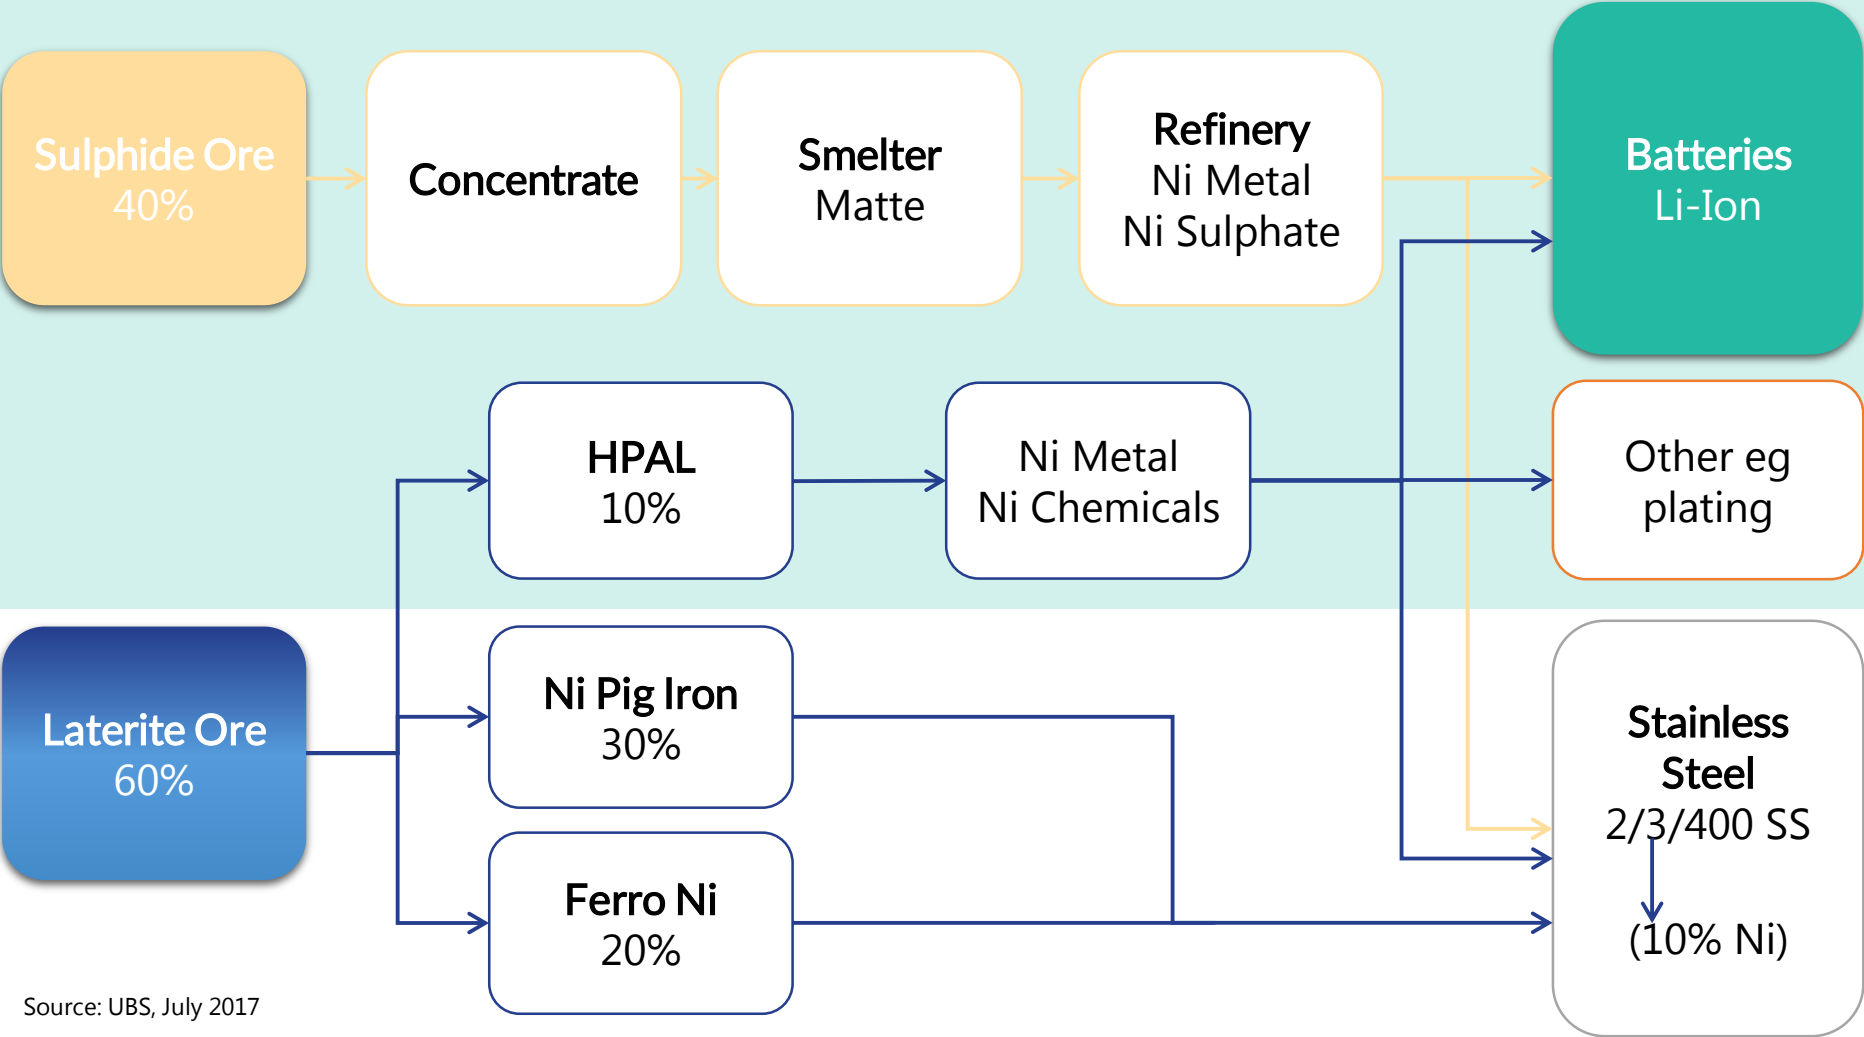 Sulphide Ore
40%
Concentrate
Smelter
Matte
Refinery
Ni Metal
Ni Sulphate
Batteries
Li-Ion
HPAL
10%
Ni Metal
Ni Chemicals
Other eg
plating
Laterite Ore
60%
Ni Pig Iron
30%
Ferro Ni
20%
Stainless
Steel
2/3/400 SS
(10% Ni)
Source: UBS, July 2017